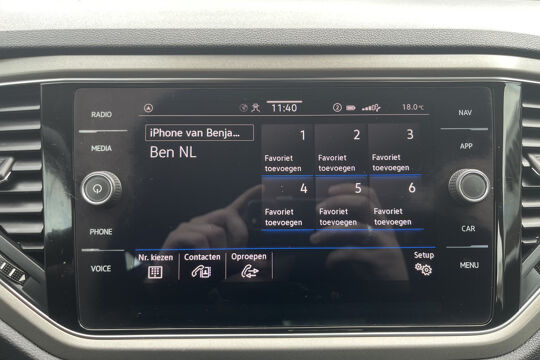 RADIO
11:40
2
18.0°C
NAV
iPhone van Benja...
1
2
3
MEDIA
APP
Ben NL
Favoriet toevoegen
Favoriet toevoegen
Favoriet toevoegen
4
5
6
Favoriet toevoegen
Favoriet toevoegen
Favoriet toevoegen
PHONE
CAR
Nr. kiezen
Contacten
Oproepen
Setup
VOICE
MENU